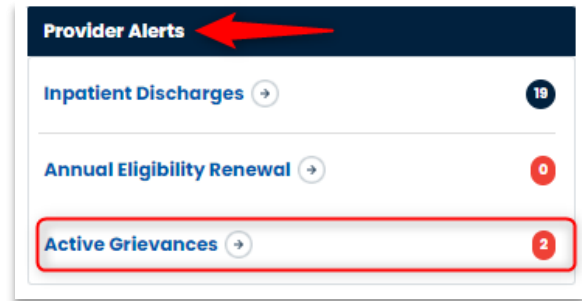 Provider Alerts
Inpatient Discharges 19
Annual Eligibility Renewal 0
Active Grievances 2